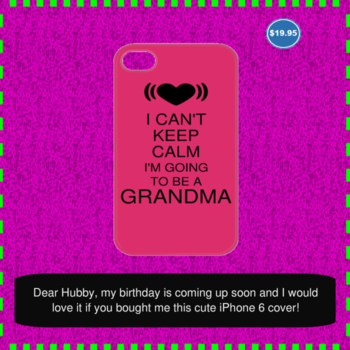 $19.95
I CAN'T
KEEP
CALM
I'M GOING
TO BE A
GRANDMA
Dear Hubby, my birthday is coming up soon and I would
love it if you bought me this cute iPhone 6 cover!